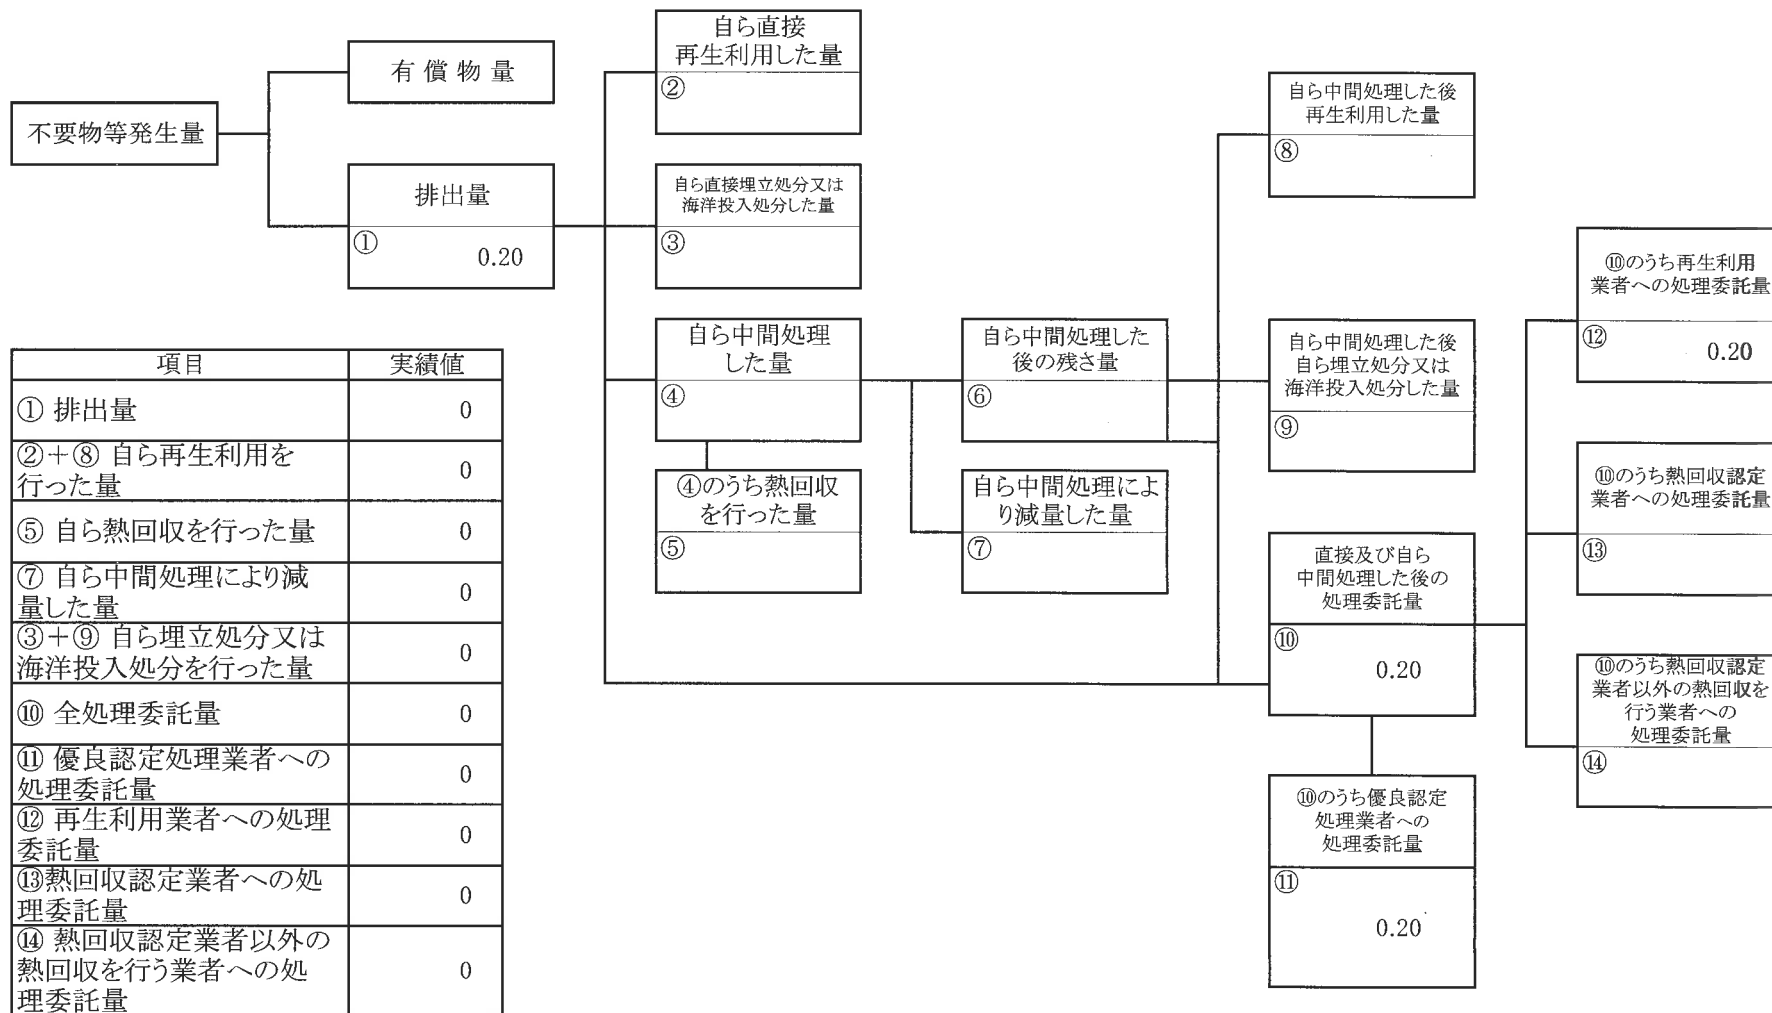 不要物等発生量
有償物量
排出量
①
0.20
自ら直接
再生利用した量
②
自ら直接埋立処分又は
海洋投入処分した量
③
自ら中間処理
した量
④
④のうち熱回収
を行った量
⑤
自ら中間処理した
後の残さ量
⑥
自ら中間処理によ
り減量した量
⑦
自ら中間処理した後
再生利用した量
⑧
自ら中間処理した後
自ら埋立処分又は
海洋投入処分した量
⑨
直接及び自ら
中間処理した後の
処理委託量
⑩
0.20
⑩のうち優良認定
処理業者への
処理委託量
⑪
0.20
⑩のうち再生利用
業者への処理委託量
⑫
0.20
⑩のうち熱回収認定
業者への処理委託量
⑬
⑩のうち熱回収認定
業者以外の熱回収を
行う業者への
処理委託量
⑭
項目 実績値
① 排出量 0
②+⑧ 自ら再生利用を
行った量 0
⑤ 自ら熱回収を行った量 0
⑦ 自ら中間処理により減
量した量 0
③+⑨ 自ら埋立処分又は
海洋投入処分を行った量 0
⑩ 全処理委託量 0
⑪ 優良認定処理業者への
処理委託量 0
⑫ 再生利用業者への処理
委託量 0
⑬熱回収認定業者への処
理委託量 0
⑭ 熱回収認定業者以外の
熱回収を行う業者への処
理委託量 0